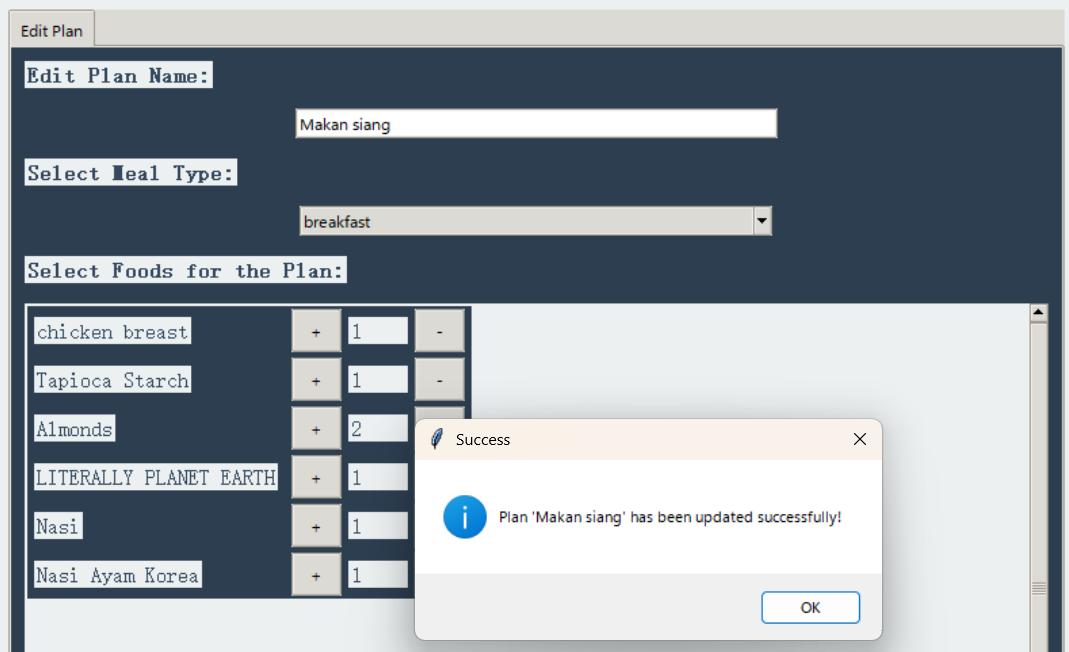 Edit Plan
Edit Plan Name:
Makan siang
Select Meal Type:
breakfast
Select Foods for the Plan:
chicken breast + 1 -
Tapioca Starch + 1 -
Almonds + 2
LITERALLY PLANET EARTH + 1
Nasi + 1
Nasi Ayam Korea + 1
Success
Plan 'Makan siang' has been updated successfully!
OK